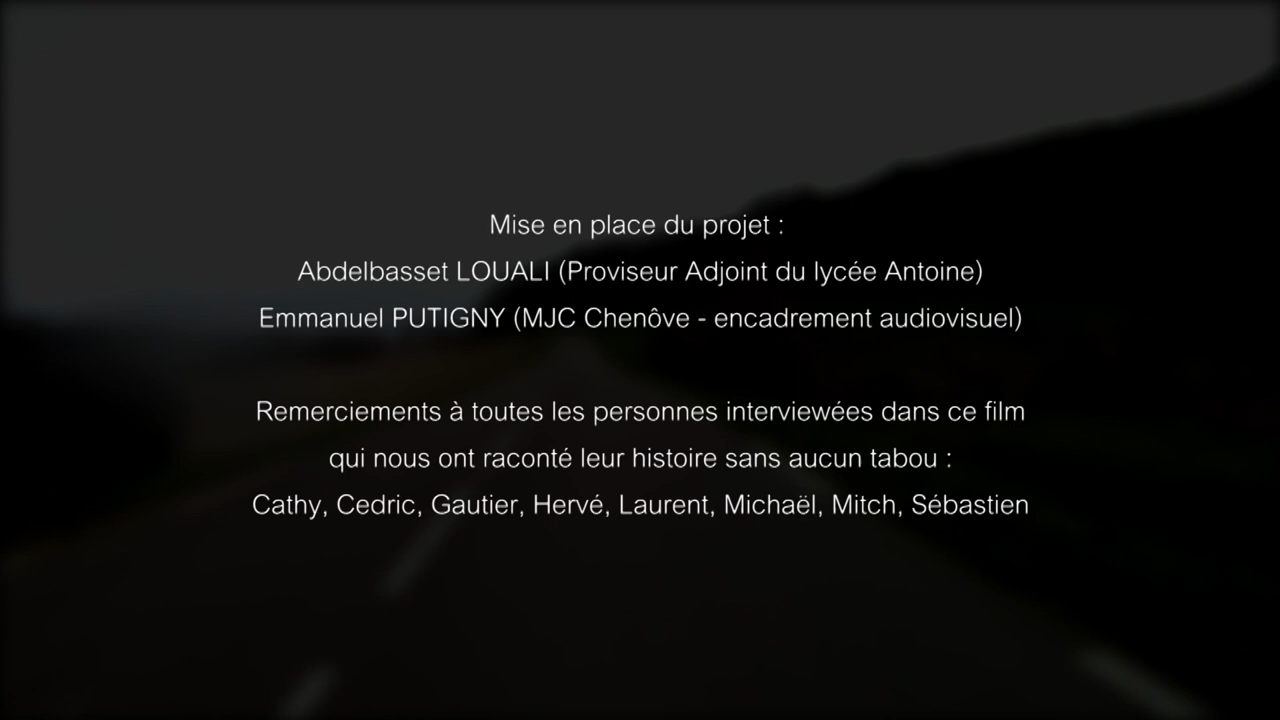 Mise en place du projet :
Abdelbasset LOUALI (Proviseur Adjoint du lycée Antoine)
Emmanuel PUTIGNY (MJC Chenôve - encadrement audiovisuel)
Remerciements à toutes les personnes interviewées dans ce film
qui nous ont raconté leur histoire sans aucun tabou :
Cathy, Cedric, Gautier, Hervé, Laurent, Michaël, Mitch, Sébastien